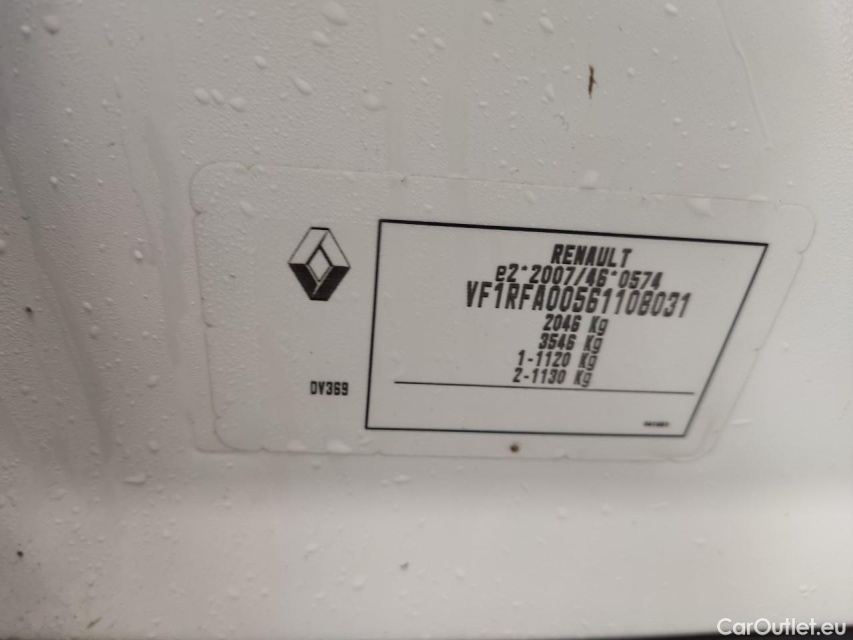 RENAULT
e2*2007/46*0574
VF1RFA00561108031
2046 Kg
3546 Kg
1-1120 Kg
2-1130 Kg
DV369
CarOutlet.eu